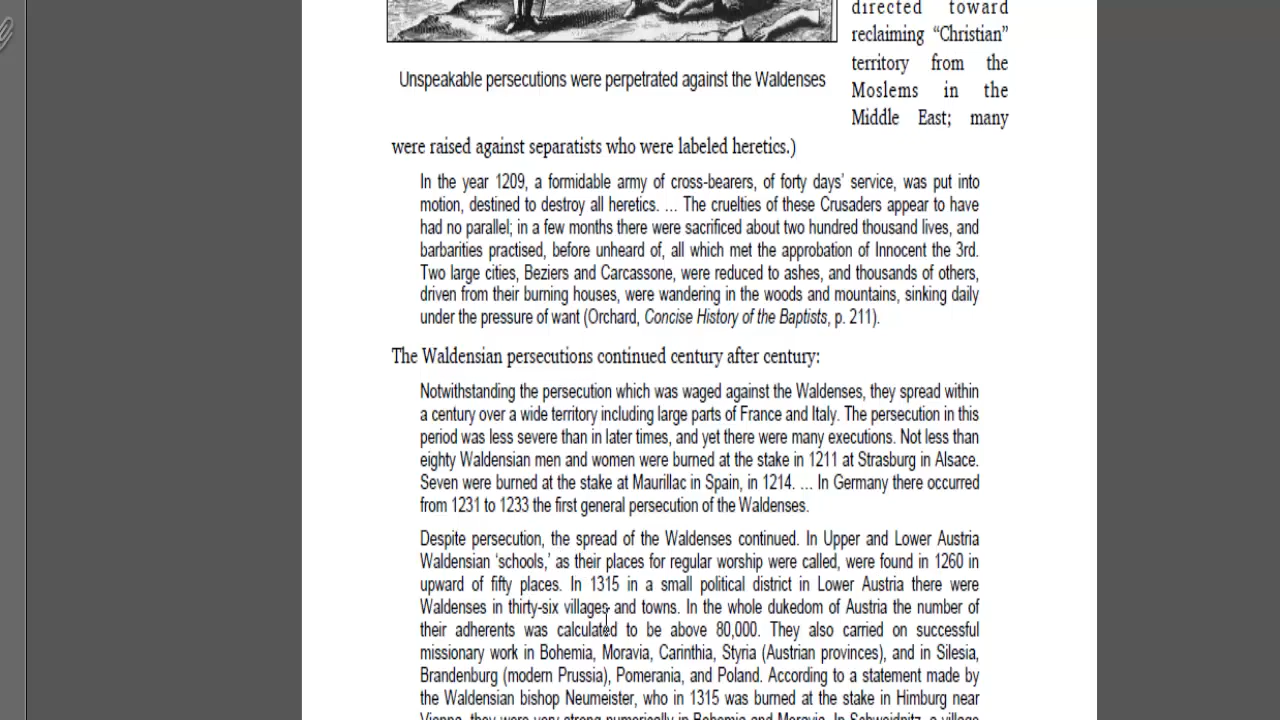 directed toward
reclaiming “Christian”
territory from the
Moslems in the
Middle East; many
Unspeakable persecutions were perpetrated against the Waldenses
were raised against separatists who were labeled heretics.)
In the year 1209, a formidable army of cross-bearers, of forty days’ service, was put into
motion, destined to destroy all heretics. ... The cruelties of these Crusaders appear to have
had no parallel; in a few months there were sacrificed about two hundred thousand lives, and
barbarities practised, before unheard of, all which met the approbation of Innocent the 3rd.
Two large cities, Beziers and Carcassone, were reduced to ashes, and thousands of others,
driven from their burning houses, were wandering in the woods and mountains, sinking daily
under the pressure of want (Orchard, Concise History of the Baptists, p. 211).
The Waldensian persecutions continued century after century:
Notwithstanding the persecution which was waged against the Waldenses, they spread within
a century over a wide territory including large parts of France and Italy. The persecution in this
period was less severe than in later times, and yet there were many executions. Not less than
eighty Waldensian men and women were burned at the stake in 1211 at Strasburg in Alsace.
Seven were burned at the stake at Maurillac in Spain, in 1214. ... In Germany there occurred
from 1231 to 1233 the first general persecution of the Waldenses.
Despite persecution, the spread of the Waldenses continued. In Upper and Lower Austria
Waldensian ‘schools,’ as their places for regular worship were called, were found in 1260 in
upward of fifty places. In 1315 in a small political district in Lower Austria there were
Waldenses in thirty-six villages and towns. In the whole dukedom of Austria the number of
their adherents was calculated to be above 80,000. They also carried on successful
missionary work in Bohemia, Moravia, Carinthia, Styria (Austrian provinces), and in Silesia,
Brandenburg (modern Prussia), Pomerania, and Poland. According to a statement made by
the Waldensian bishop Neumeister, who in 1315 was burned at the stake in Himburg near
Vienna, they were very strong numerically in Bohemia and Moravia. In Schweidnitz, a village